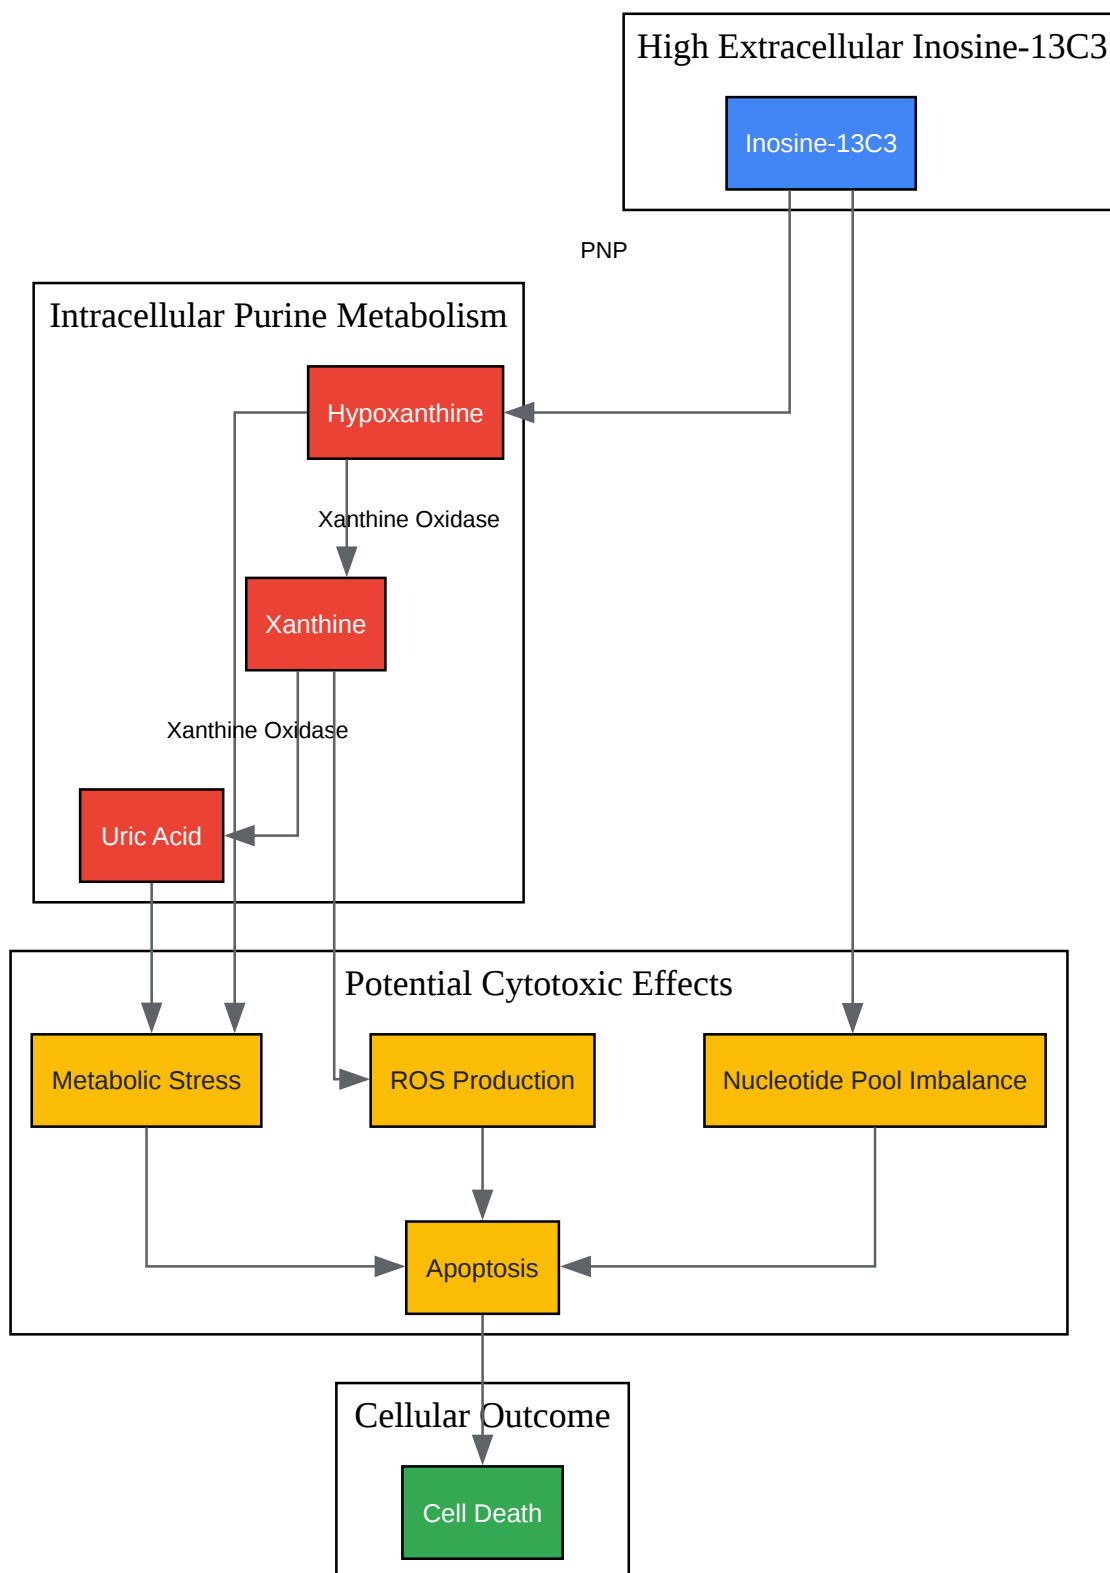 High Extracellular Inosine-13C3
Inosine-13C3
PNP
Intracellular Purine Metabolism
Hypoxanthine
Xanthine Oxidase
Xanthine
Xanthine Oxidase
Uric Acid
Potential Cytotoxic Effects
Metabolic Stress
ROS Production
Nucleotide Pool Imbalance
Apoptosis
Cellular Outcome
Cell Death